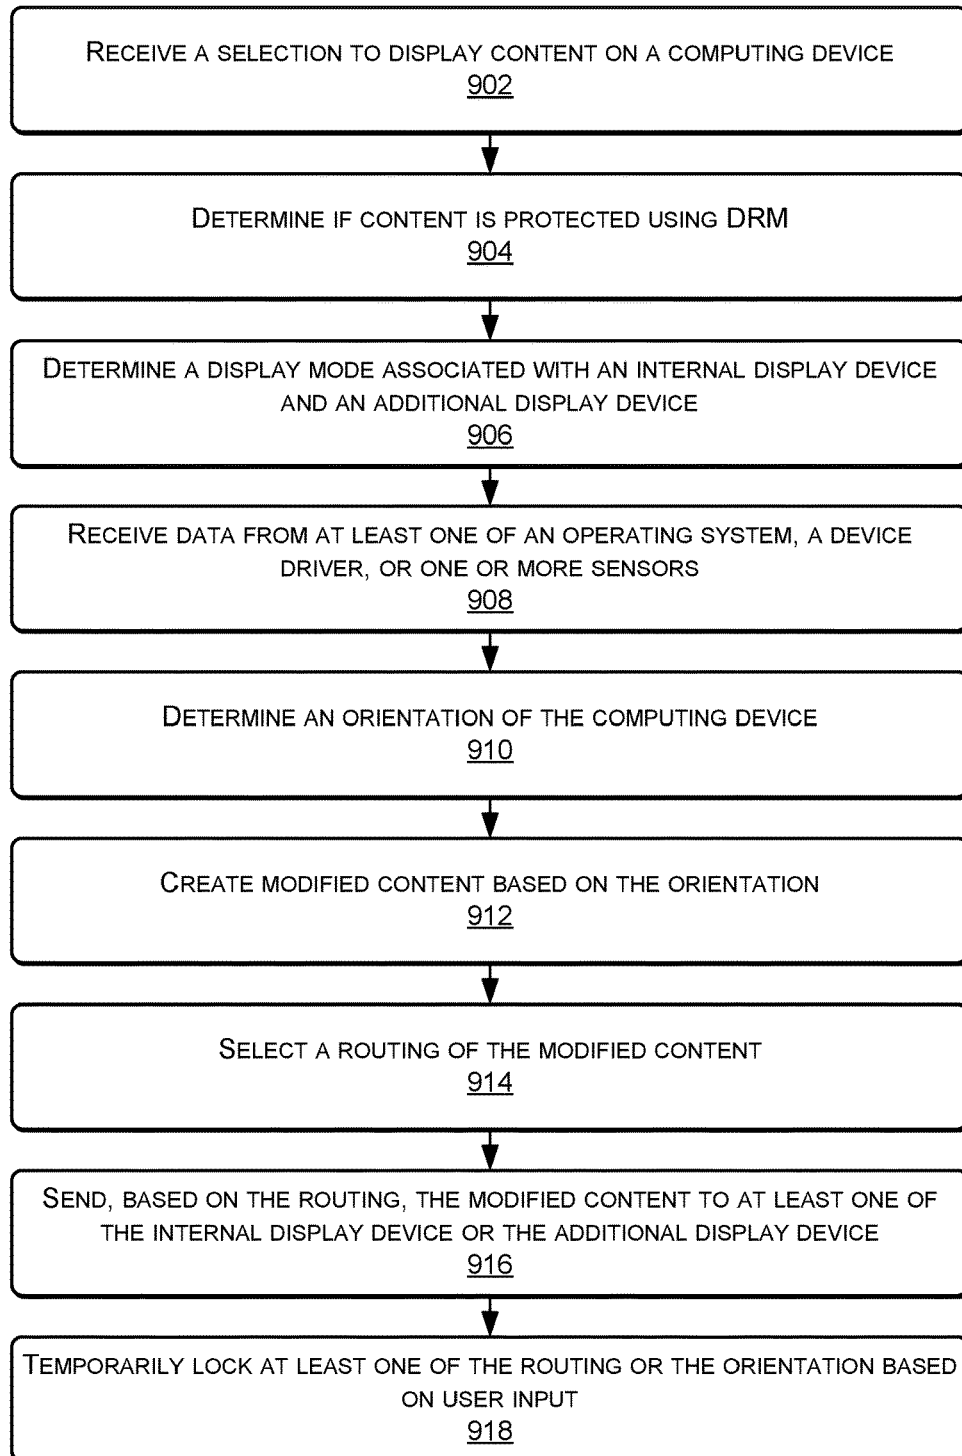 RECEIVE A SELECTION TO DISPLAY CONTENT ON A COMPUTING DEVICE
902
DETERMINE IF CONTENT IS PROTECTED USING DRM
904
DETERMINE A DISPLAY MODE ASSOCIATED WITH AN INTERNAL DISPLAY DEVICE
AND AN ADDITIONAL DISPLAY DEVICE
906
RECEIVE DATA FROM AT LEAST ONE OF AN OPERATING SYSTEM, A DEVICE
DRIVER, OR ONE OR MORE SENSORS
908
DETERMINE AN ORIENTATION OF THE COMPUTING DEVICE
910
CREATE MODIFIED CONTENT BASED ON THE ORIENTATION
912
SELECT A ROUTING OF THE MODIFIED CONTENT
914
SEND, BASED ON THE ROUTING, THE MODIFIED CONTENT TO AT LEAST ONE OF
THE INTERNAL DISPLAY DEVICE OR THE ADDITIONAL DISPLAY DEVICE
916
TEMPORARILY LOCK AT LEAST ONE OF THE ROUTING OR THE ORIENTATION BASED
ON USER INPUT
918